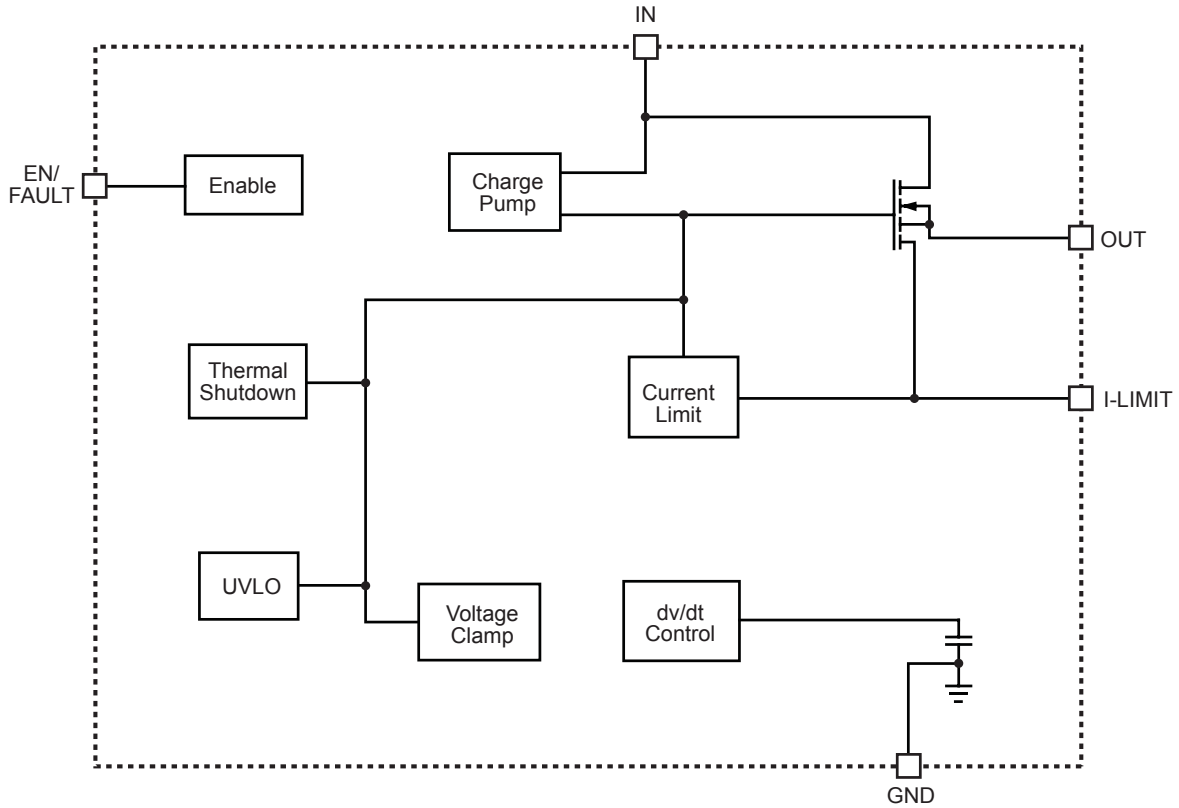 IN
EN/
FAULT
Enable
Charge
Pump
OUT
Thermal
Shutdown
Current
Limit
I-LIMIT
UVLO
Voltage
Clamp
dv/dt
Control
GND